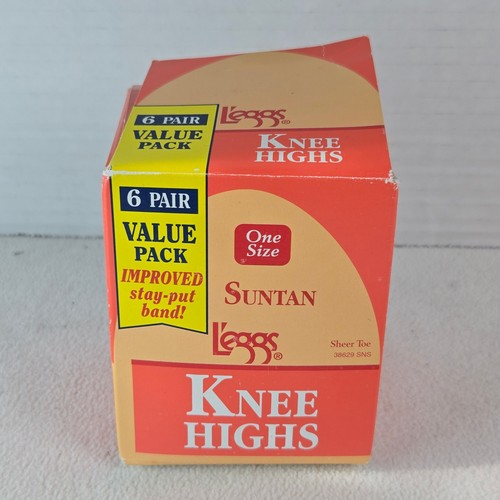 L'eggs®
KNEE
HIGHS
6 PAIR
VALUE
PACK
6 PAIR
VALUE
PACK
IMPROVED
stay-put
band!
One
Size
SUNTAN
L'eggs®
Sheer Toe
38629 SNS
KNEE
HIGHS